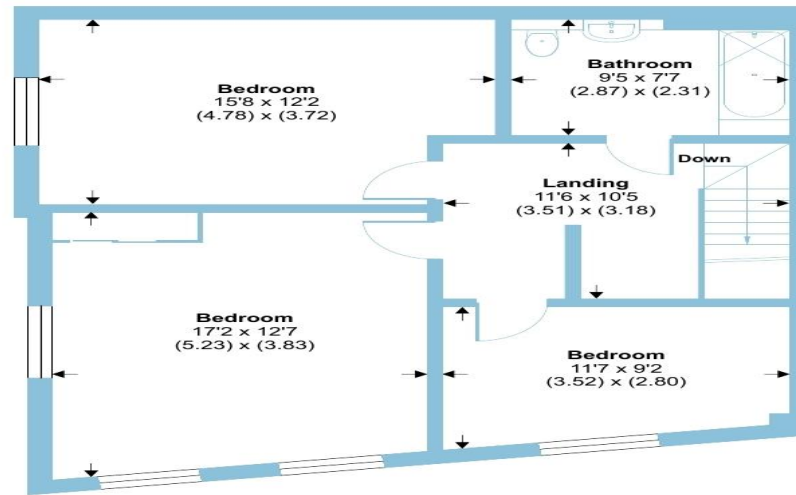 Bedroom
15'8 x 12'2
(4.78) x (3.72)
Bathroom
9'5 x 7'7
(2.87) x (2.31)
Down
Landing
11'6 x 10'5
(3.51) x (3.18)
Bedroom
17'2 x 12'7
(5.23) x (3.83)
Bedroom
11'7 x 9'2
(3.52) x (2.80)